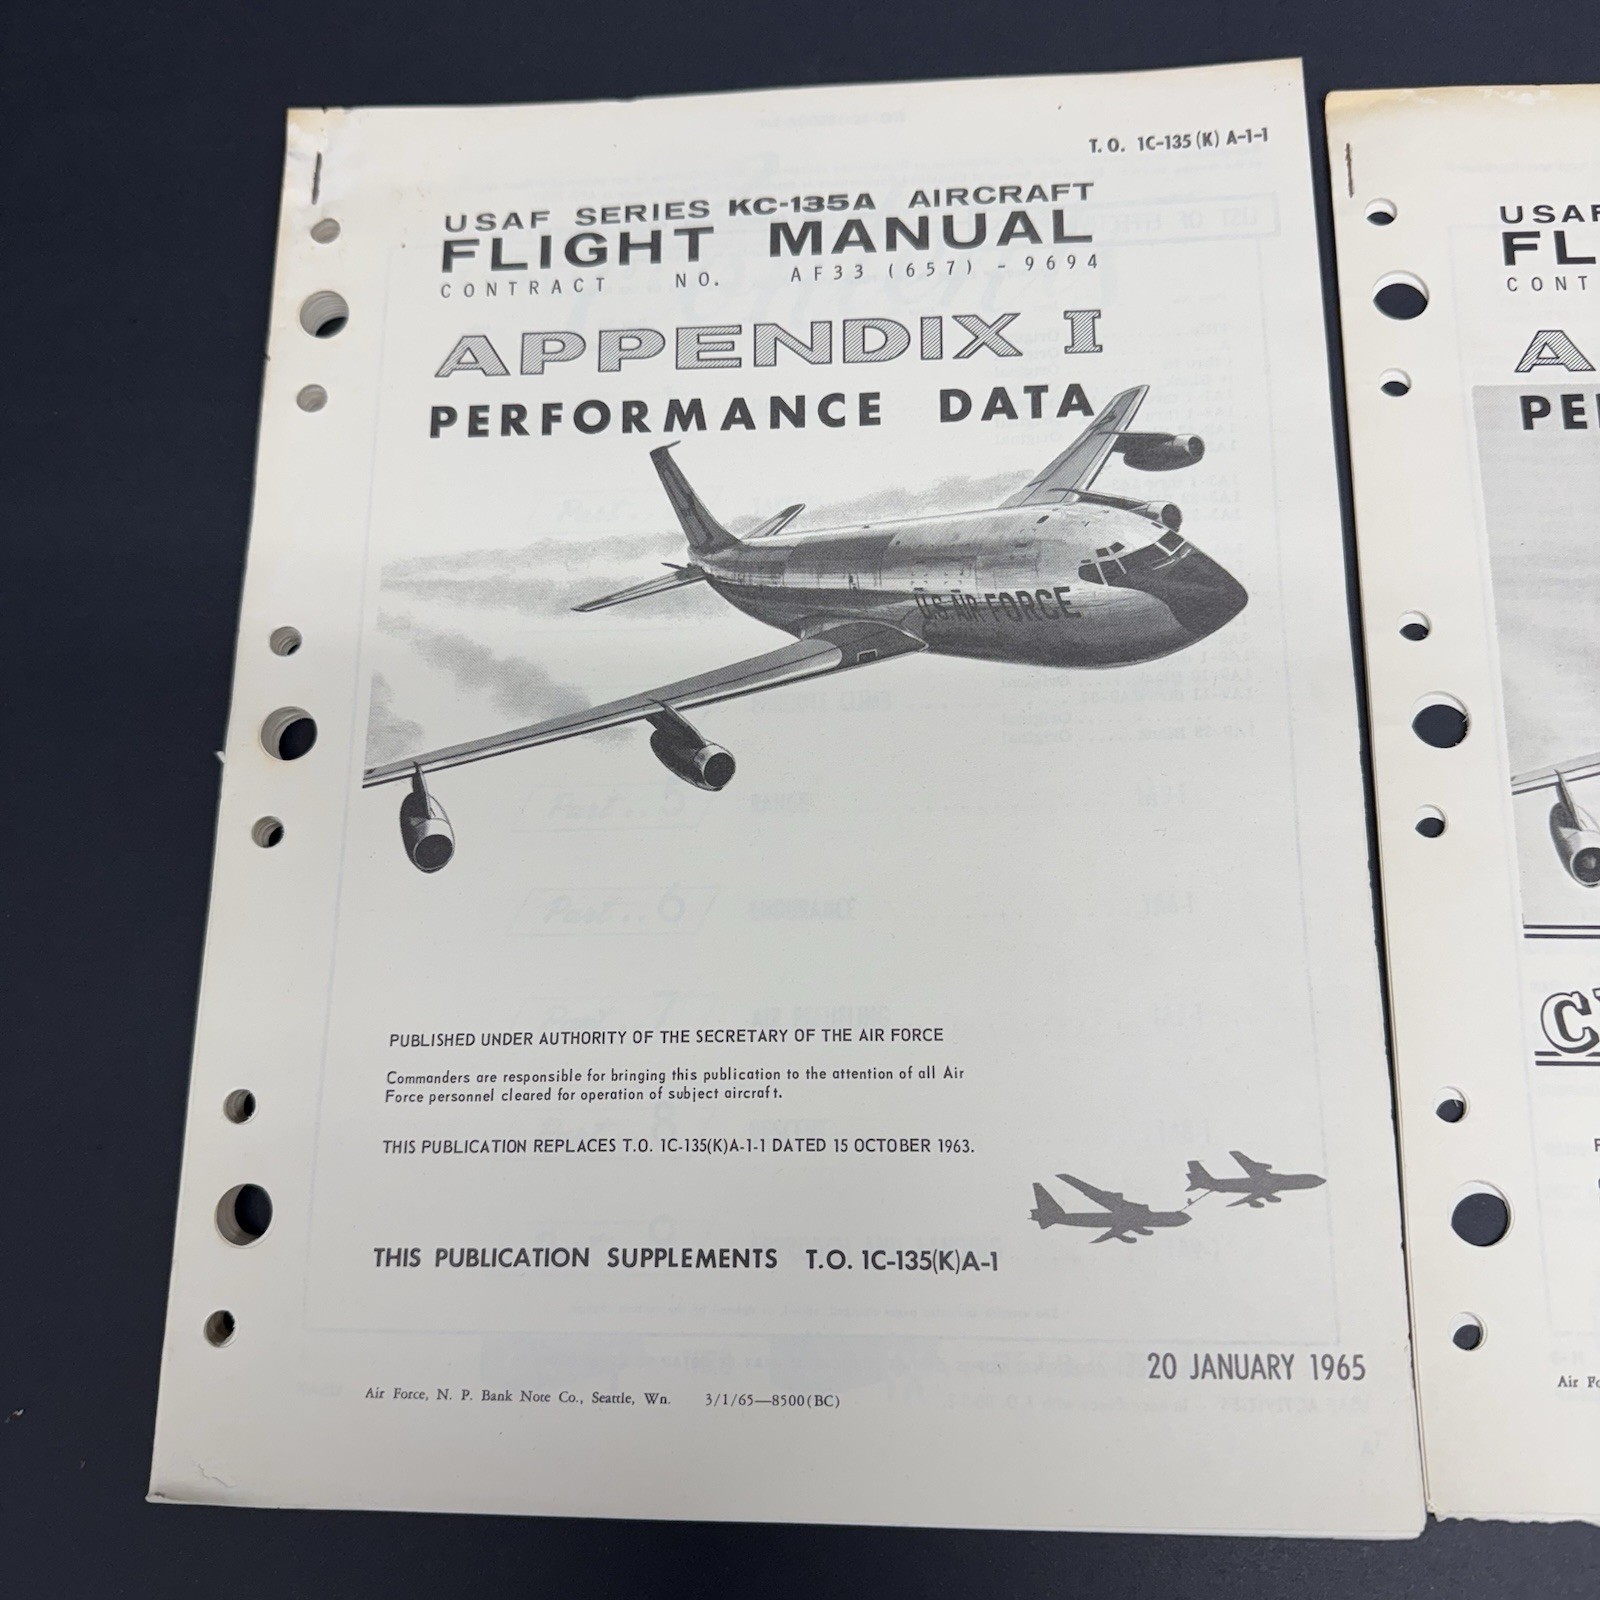 T. O. 1C-135 (K) A-1-1
USAF SERIES KC-135A AIRCRAFT
FLIGHT MANUAL
CONTRACT NO. AF33 (657) - 9694
APPENDIX I
PERFORMANCE DATA
U.S. AIR FORCE
PUBLISHED UNDER AUTHORITY OF THE SECRETARY OF THE AIR FORCE
Commanders are responsible for bringing this publication to the attention of all Air
Force personnel cleared for operation of subject aircraft.
THIS PUBLICATION REPLACES T.O. 1C-135(K)A-1-1 DATED 15 OCTOBER 1963.
THIS PUBLICATION SUPPLEMENTS T.O. 1C-135(K)A-1
20 JANUARY 1965
Air Force, N. P. Bank Note Co., Seattle, Wn. 3/1/65—8500(BC)
USAF
FL
CONT
A
PE
C
Air Fo